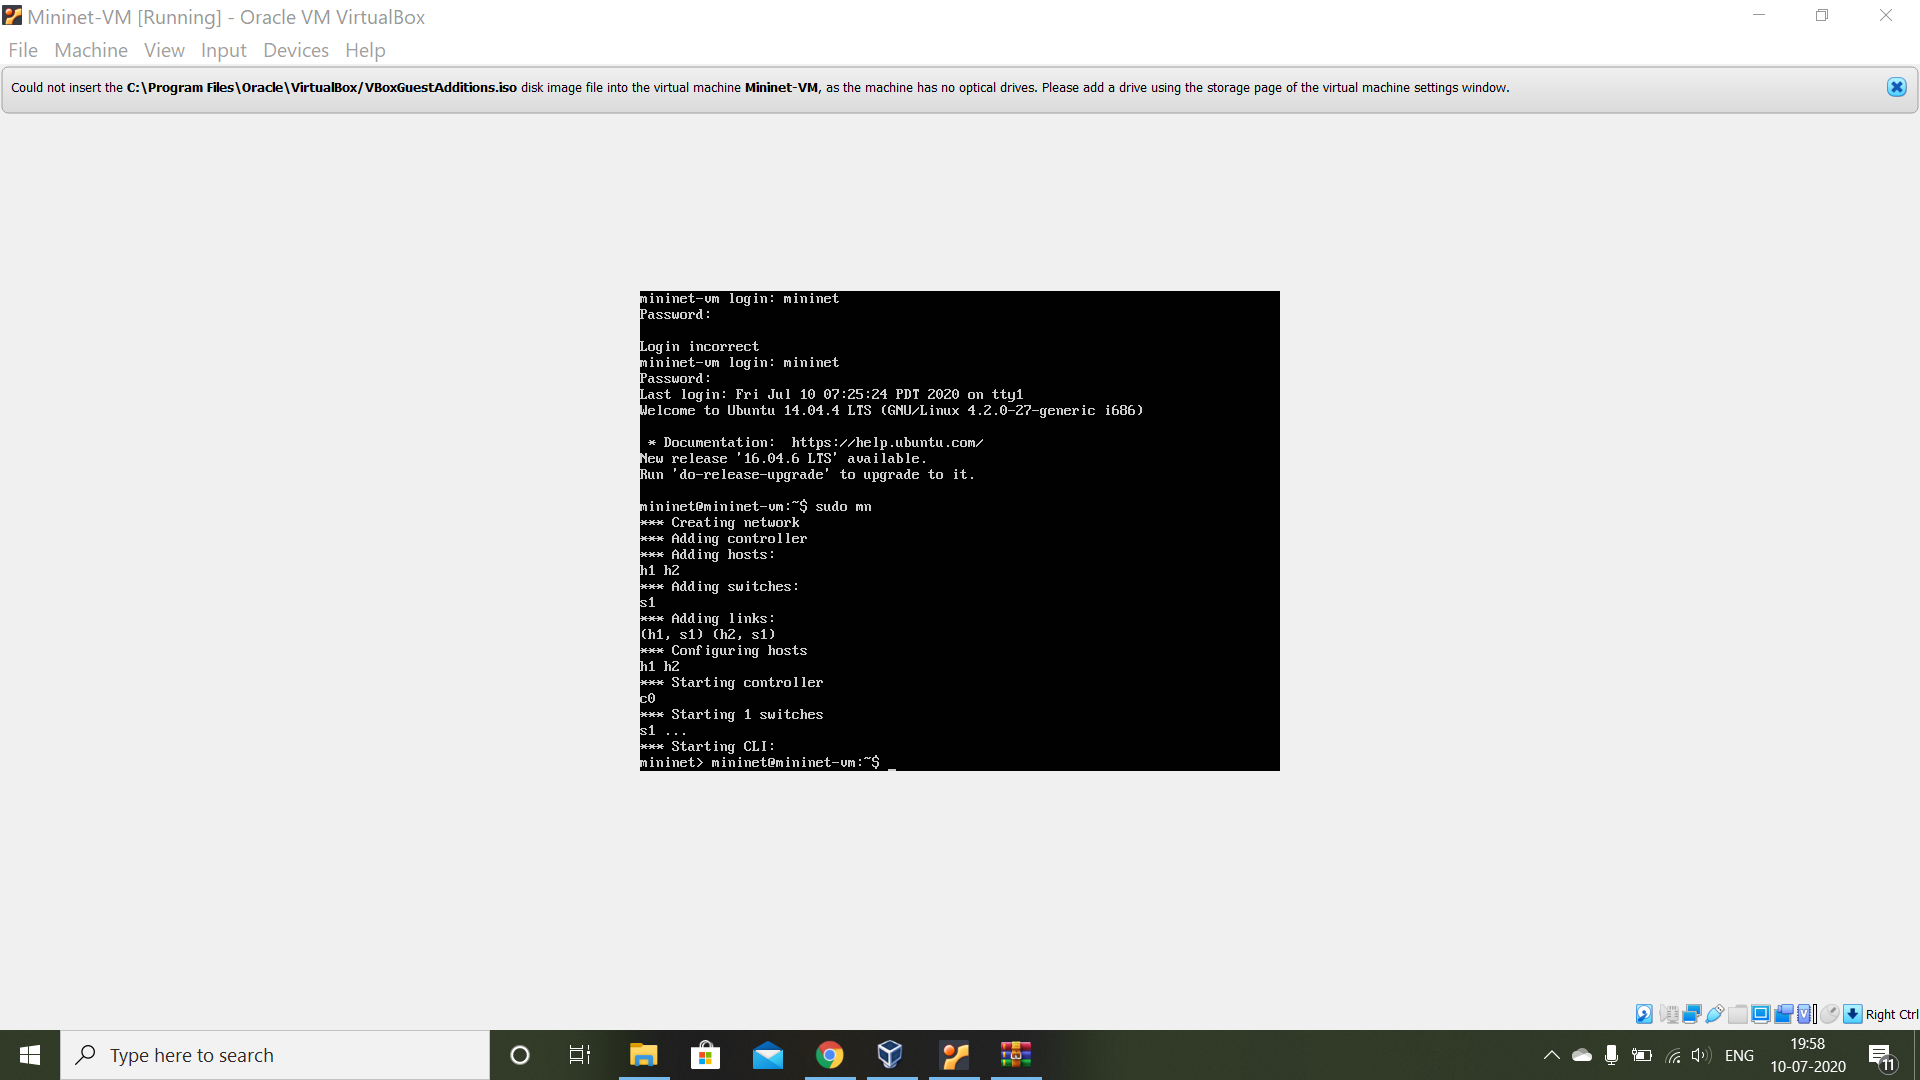 Mininet-VM [Running] - Oracle VM VirtualBox
File Machine View Input Devices Help
Could not insert the C:\Program Files\Oracle\VirtualBox/VBoxGuestAdditions.iso disk image file into the virtual machine Mininet-VM, as the machine has no optical drives. Please add a drive using the storage page of the virtual machine settings window.
mininet-vm login: mininet
Password:
Login incorrect
mininet-vm login: mininet
Password:
Last login: Fri Jul 10 07:25:24 PDT 2020 on tty1
Welcome to Ubuntu 14.04.4 LTS (GNU/Linux 4.2.0-27-generic i686)
* Documentation:  https://help.ubuntu.com/
New release '16.04.6 LTS' available.
Run 'do-release-upgrade' to upgrade to it.
mininet@mininet-vm:~$ sudo mn
*** Creating network
*** Adding controller
*** Adding hosts:
h1 h2
*** Adding switches:
s1
*** Adding links:
(h1, s1) (h2, s1)
*** Configuring hosts
h1 h2
*** Starting controller
c0
*** Starting 1 switches
s1 ...
*** Starting CLI:
mininet> mininet@mininet-vm:~$ _
Right Ctrl
Type here to search
ENG
19:58
10-07-2020
11